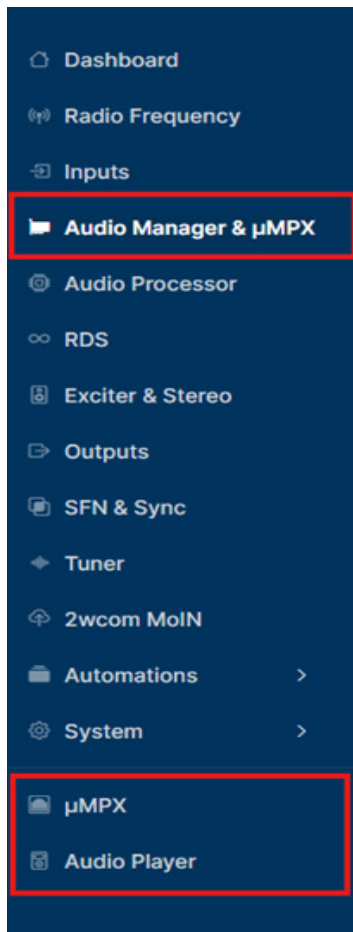 Dashboard
Radio Frequency
Inputs
Audio Manager & µMPX
Audio Processor
RDS
Exciter & Stereo
Outputs
SFN & Sync
Tuner
2wcom MoIN
Automations
System
µMPX
Audio Player